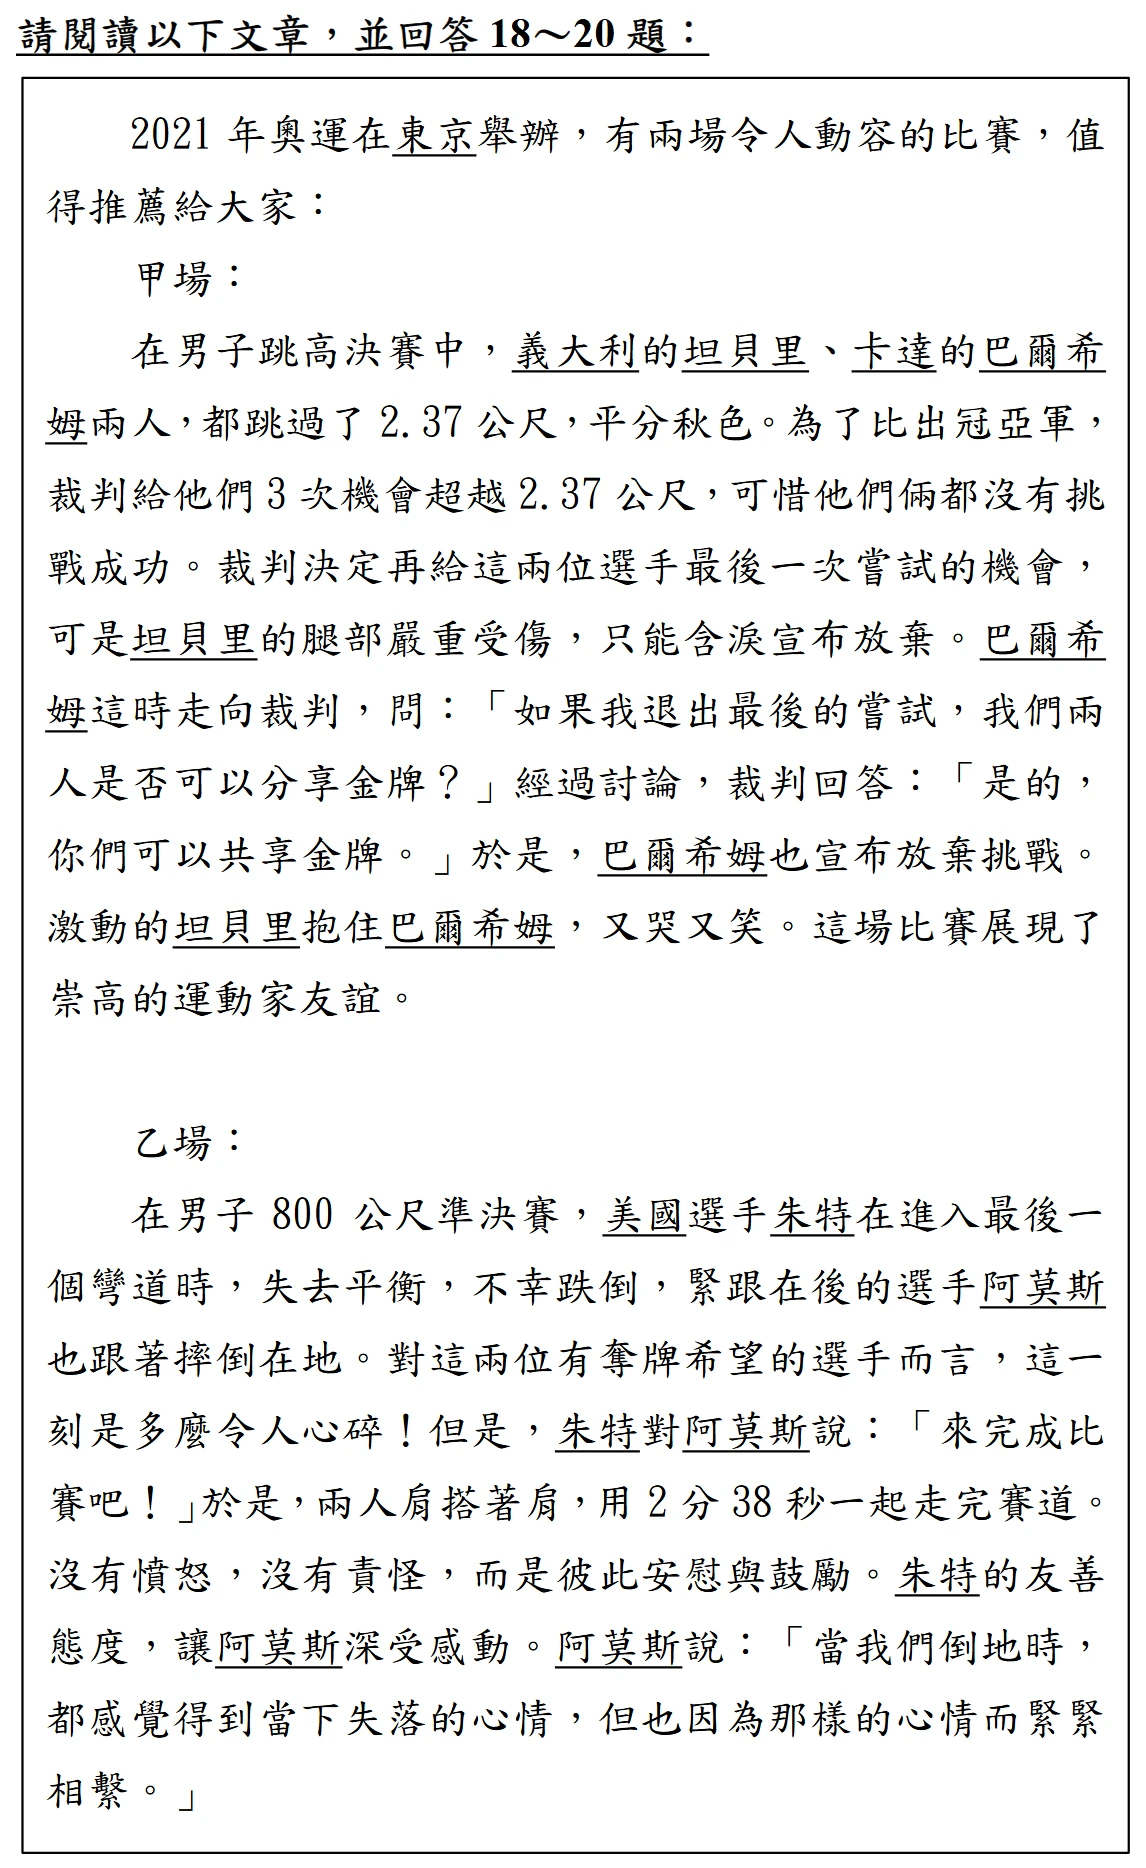 請閱讀以下文章，並回答 18～20 題：
2021 年奧運在東京舉辦，有兩場令人動容的比賽，值
得推薦給大家：
甲場：
在男子跳高決賽中，義大利的坦貝里、卡達的巴爾希
姆兩人，都跳過了 2.37 公尺，平分秋色。為了比出冠亞軍，
裁判給他們 3 次機會超越 2.37 公尺，可惜他們倆都沒有挑
戰成功。裁判決定再給這兩位選手最後一次嘗試的機會，
可是坦貝里的腿部嚴重受傷，只能含淚宣布放棄。巴爾希
姆這時走向裁判，問：「如果我退出最後的嘗試，我們兩
人是否可以分享金牌？」經過討論，裁判回答：「是的，
你們可以共享金牌。」於是，巴爾希姆也宣布放棄挑戰。
激動的坦貝里抱住巴爾希姆，又哭又笑。這場比賽展現了
崇高的運動家友誼。
乙場：
在男子 800 公尺準決賽，美國選手朱特在進入最後一
個彎道時，失去平衡，不幸跌倒，緊跟在後的選手阿莫斯
也跟著摔倒在地。對這兩位有奪牌希望的選手而言，這一
刻是多麼令人心碎！但是，朱特對阿莫斯說：「來完成比
賽吧！」於是，兩人肩搭著肩，用 2 分 38 秒一起走完賽道。
沒有憤怒，沒有責怪，而是彼此安慰與鼓勵。朱特的友善
態度，讓阿莫斯深受感動。阿莫斯說：「當我們倒地時，
都感覺得到當下失落的心情，但也因為那樣的心情而緊緊
相繫。」